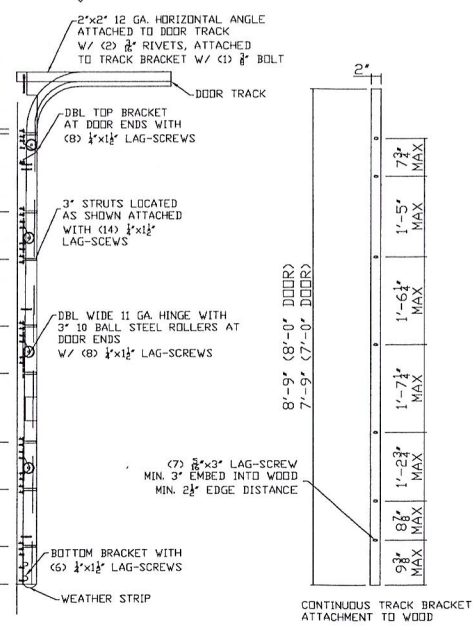 2"x2" 12 GA. HORIZONTAL ANGLE
ATTACHED TO DOOR TRACK
W/ (2) 3/16" RIVETS, ATTACHED
TO TRACK BRACKET W/ (1) 3/8" BOLT
DOOR TRACK
DBL TOP BRACKET
AT DOOR ENDS WITH
(8) 1/4"x1 1/2" LAG-SCREWS
3" STRUTS LOCATED
AS SHOWN ATTACHED
WITH (14) 1/4"x1 1/2"
LAG-SCEWS
DBL WIDE 11 GA. HINGE WITH
3" 10 BALL STEEL ROLLERS AT
DOOR ENDS
W/ (8) 1/4"x1 1/2" LAG-SCREWS
BOTTOM BRACKET WITH
(6) 1/4"x1 1/2" LAG-SCREWS
WEATHER STRIP
2"
8'-9" (8'-0" DOOR)
7'-9" (7'-0" DOOR)
7 3/4" MAX
1'-5" MAX
1'-6 1/4" MAX
1'-7 1/4" MAX
1'-2 3/4" MAX
8 7/8" MAX
9 3/8" MAX
(7) 5/16"x3" LAG-SCREW
MIN. 3" EMBED INTO WOOD
MIN. 2 1/2" EDGE DISTANCE
CONTINUOUS TRACK BRACKET
ATTACHMENT TO WOOD